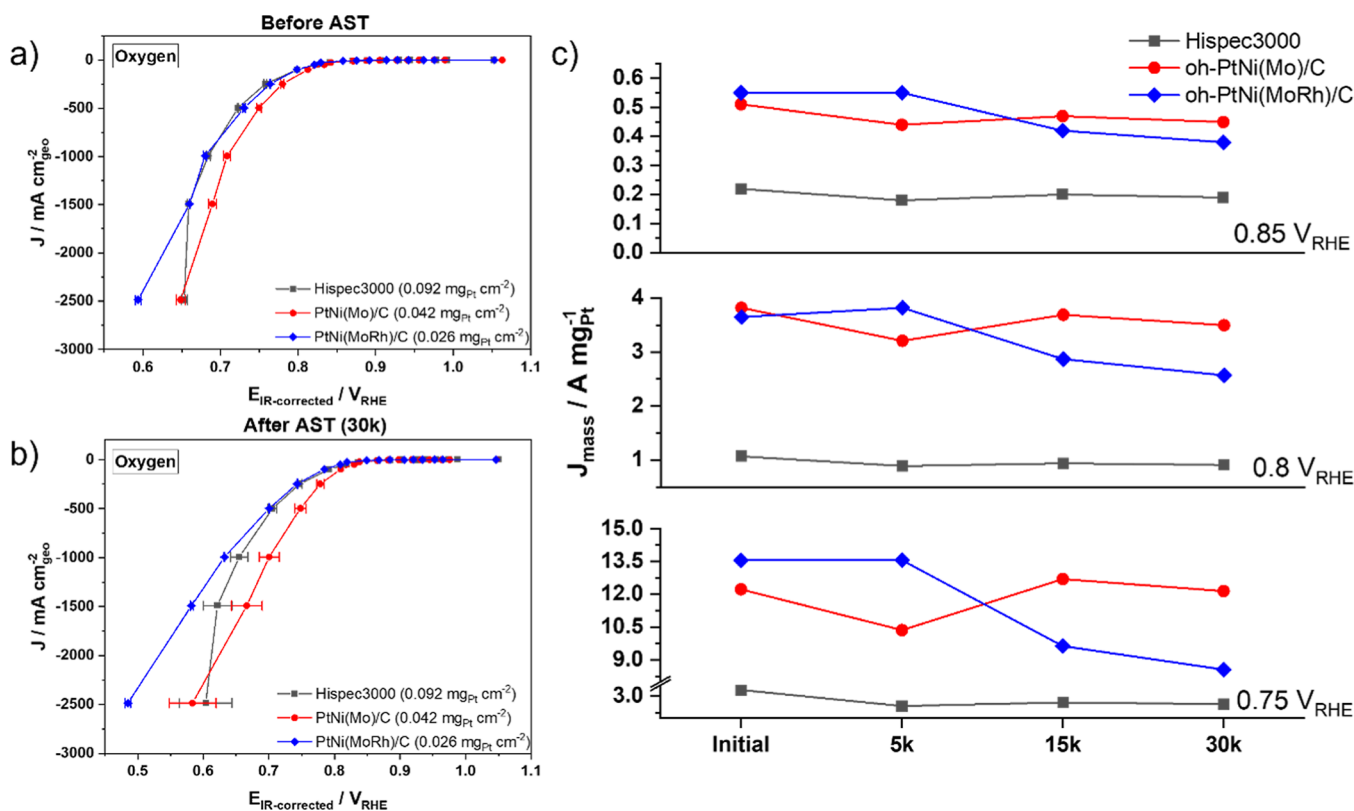 a)
Before AST
Oxygen
0
-500
-1000
-1500
-2000
-2500
-3000
J / mA cm⁻²geo
Hispec3000 (0.092 mgPt cm⁻²)
PtNi(Mo)/C (0.042 mgPt cm⁻²)
PtNi(MoRh)/C (0.026 mgPt cm⁻²)
0.6 0.7 0.8 0.9 1.0 1.1
EIR-corrected / VRHE
b)
After AST (30k)
Oxygen
0
-500
-1000
-1500
-2000
-2500
-3000
J / mA cm⁻²geo
Hispec3000 (0.092 mgPt cm⁻²)
PtNi(Mo)/C (0.042 mgPt cm⁻²)
PtNi(MoRh)/C (0.026 mgPt cm⁻²)
0.5 0.6 0.7 0.8 0.9 1.0 1.1
EIR-corrected / VRHE
c)
Hispec3000
oh-PtNi(Mo)/C
oh-PtNi(MoRh)/C
0.6
0.5
0.4
0.3
0.2
0.1
0.0
0.85 VRHE
Jmass / A mg⁻¹Pt
4
3
4
2
1
0.8 VRHE
15.0
13.5
12.0
10.5
9.0
3.0
0.75 VRHE
Initial 5k 15k 30k